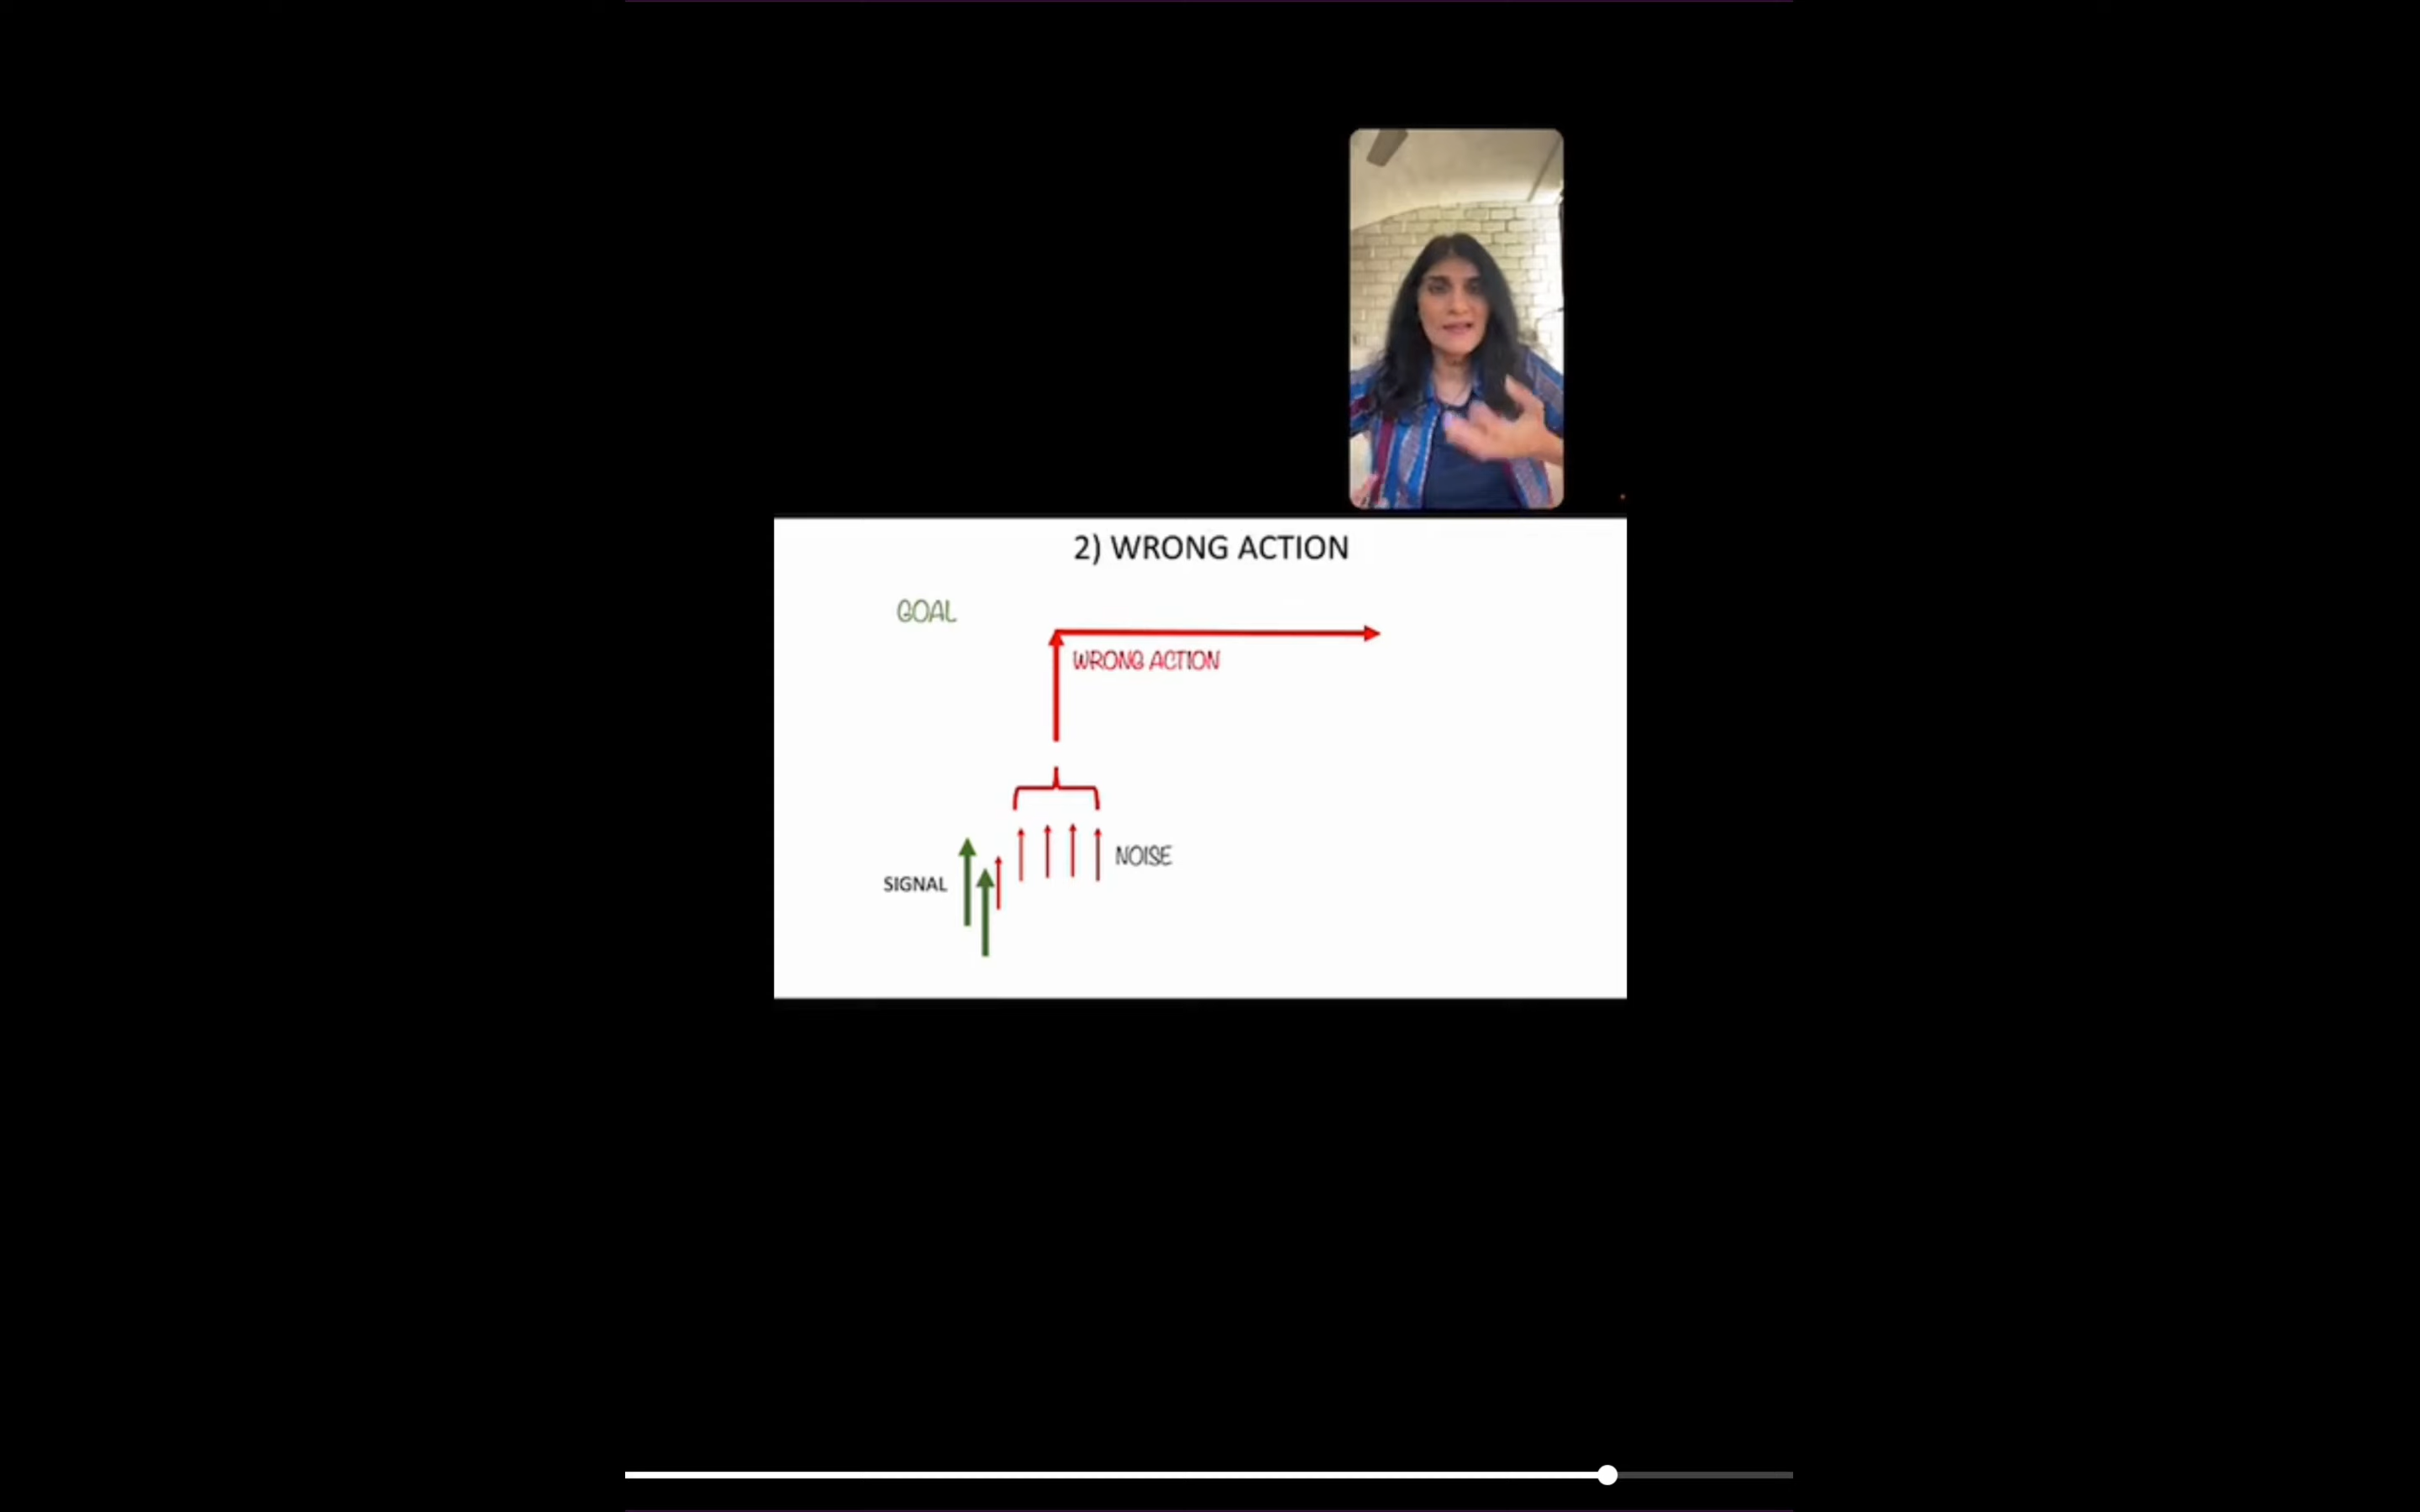 2) WRONG ACTION
GOAL
WRONG ACTION
NOISE
SIGNAL